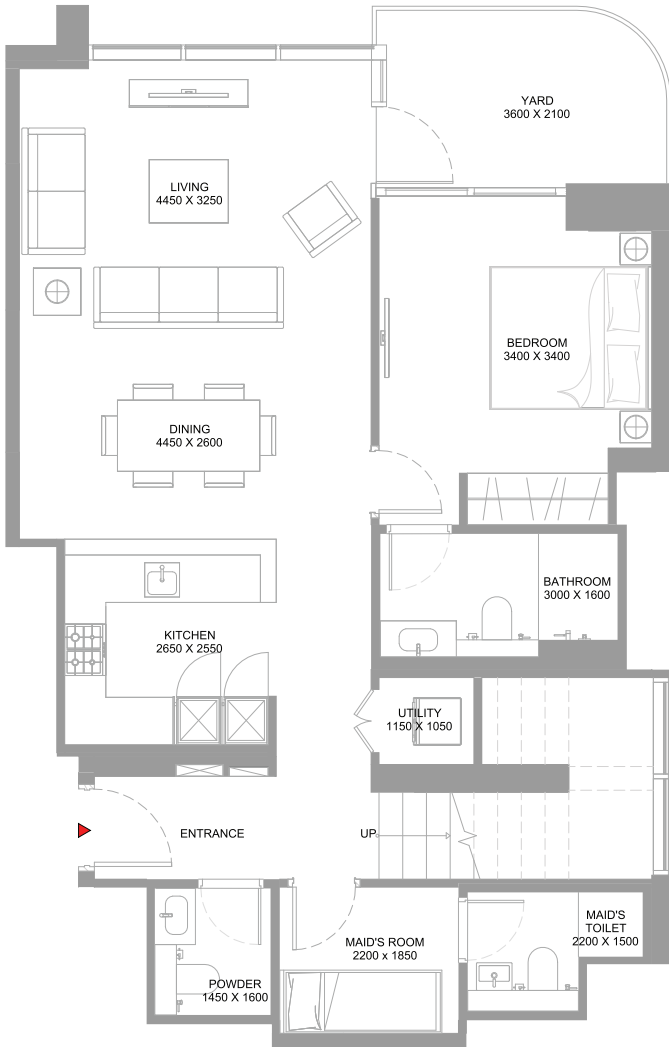 YARD
3600 X 2100
LIVING
4450 X 3250
BEDROOM
3400 X 3400
DINING
4450 X 2600
BATHROOM
3000 X 1600
KITCHEN
2650 X 2550
UTILITY
1150 X 1050
ENTRANCE
UP
MAID'S ROOM
2200 x 1850
MAID'S
TOILET
2200 X 1500
POWDER
1450 X 1600